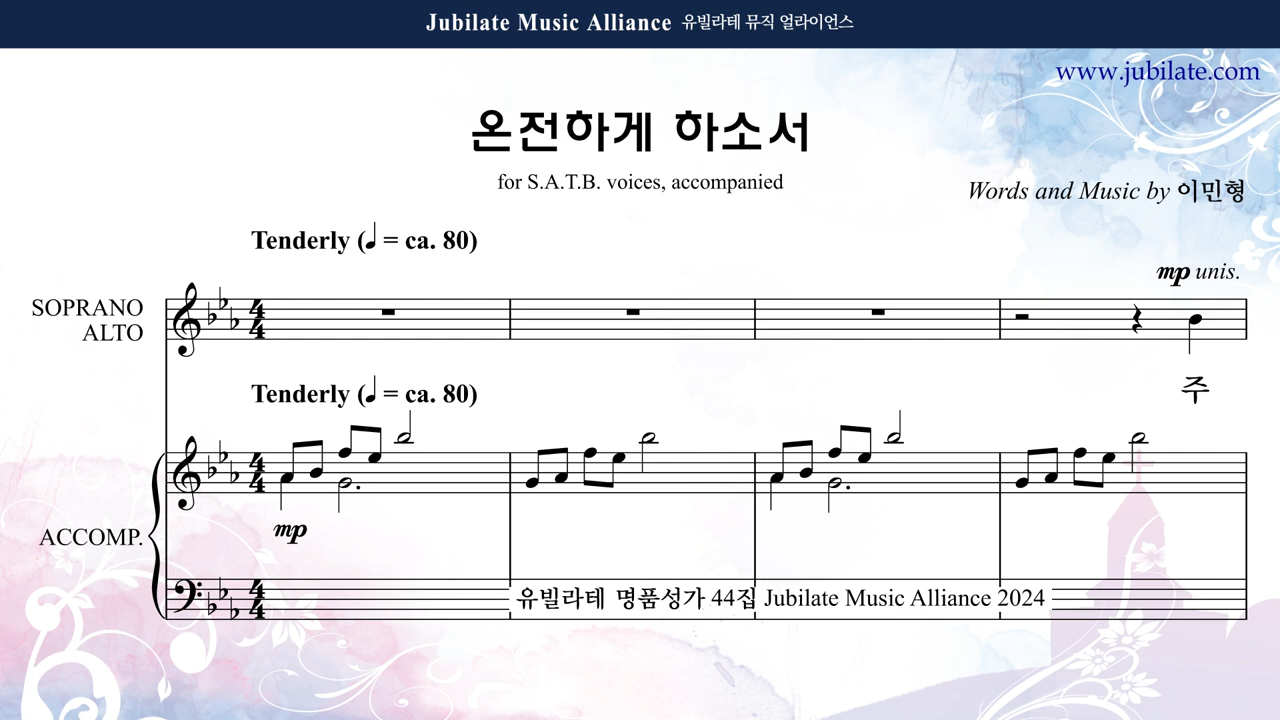 Jubilate Music Alliance 유빌라테 뮤직 얼라이언스
www.jubilate.com
온전하게 하소서
for S.A.T.B. voices, accompanied
Words and Music by 이민형
Tenderly (♩ = ca. 80)
mp unis.
SOPRANO
ALTO
주
Tenderly (♩ = ca. 80)
mp
ACCOMP.
유빌라테 명품성가 44집 Jubilate Music Alliance 2024